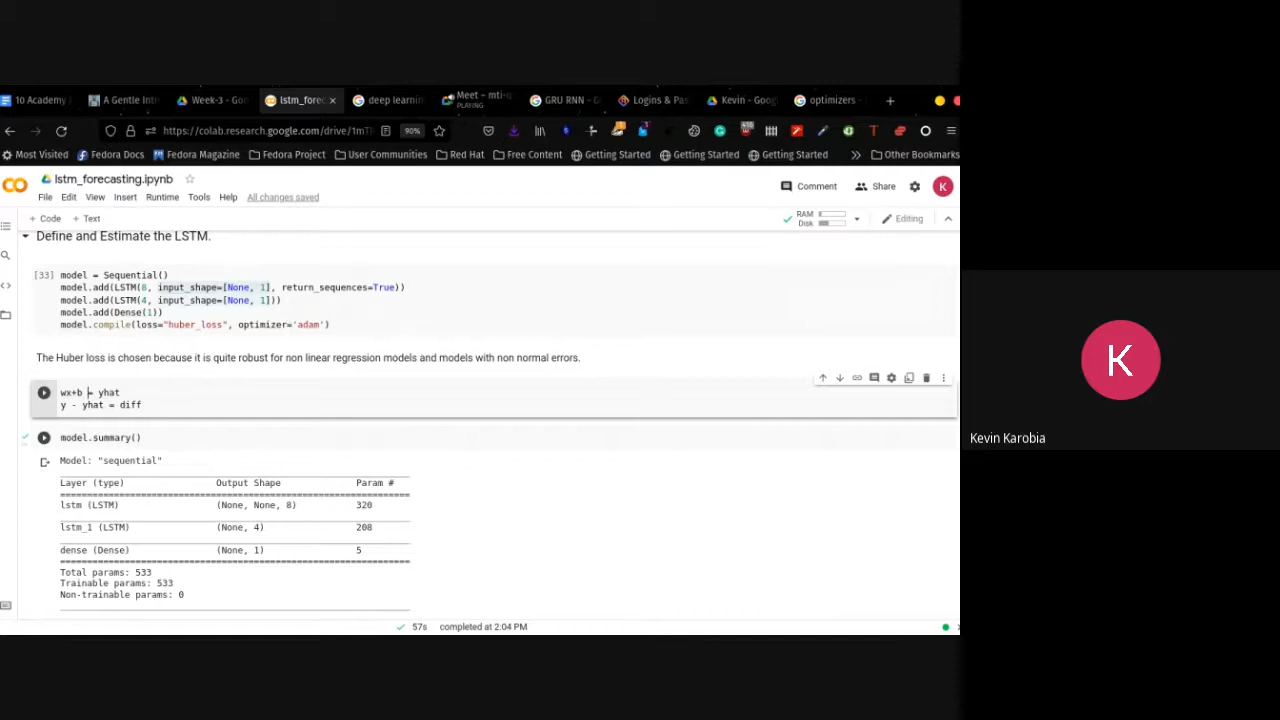 10 Academy
A Gentle Int
Week-3 - Goo
lstm_forec
deep learnin
Meet – mti-q
PLAYING
GRU RNN - G
Logins & Pas
Kevin - Googl
optimizers -
https://colab.research.google.com/drive/1mTl
90%
Most Visited
Fedora Docs
Fedora Magazine
Fedora Project
User Communities
Red Hat
Free Content
Getting Started
Getting Started
Getting Started
Other Bookmarks
lstm_forecasting.ipynb
Comment
Share
K
File Edit View Insert Runtime Tools Help All changes saved
+ Code + Text
RAM
Disk
Editing
Define and Estimate the LSTM.
[33] model = Sequential()
model.add(LSTM(8, input_shape=[None, 1], return_sequences=True))
model.add(LSTM(4, input_shape=[None, 1]))
model.add(Dense(1))
model.compile(loss="huber_loss", optimizer='adam')
The Huber loss is chosen because it is quite robust for non linear regression models and models with non normal errors.
wx+b = yhat
y - yhat = diff
model.summary()
Model: "sequential"
Layer (type) Output Shape Param #
lstm (LSTM) (None, None, 8) 320
lstm_1 (LSTM) (None, 4) 208
dense (Dense) (None, 1) 5
Total params: 533
Trainable params: 533
Non-trainable params: 0
57s completed at 2:04 PM
K
Kevin Karobia